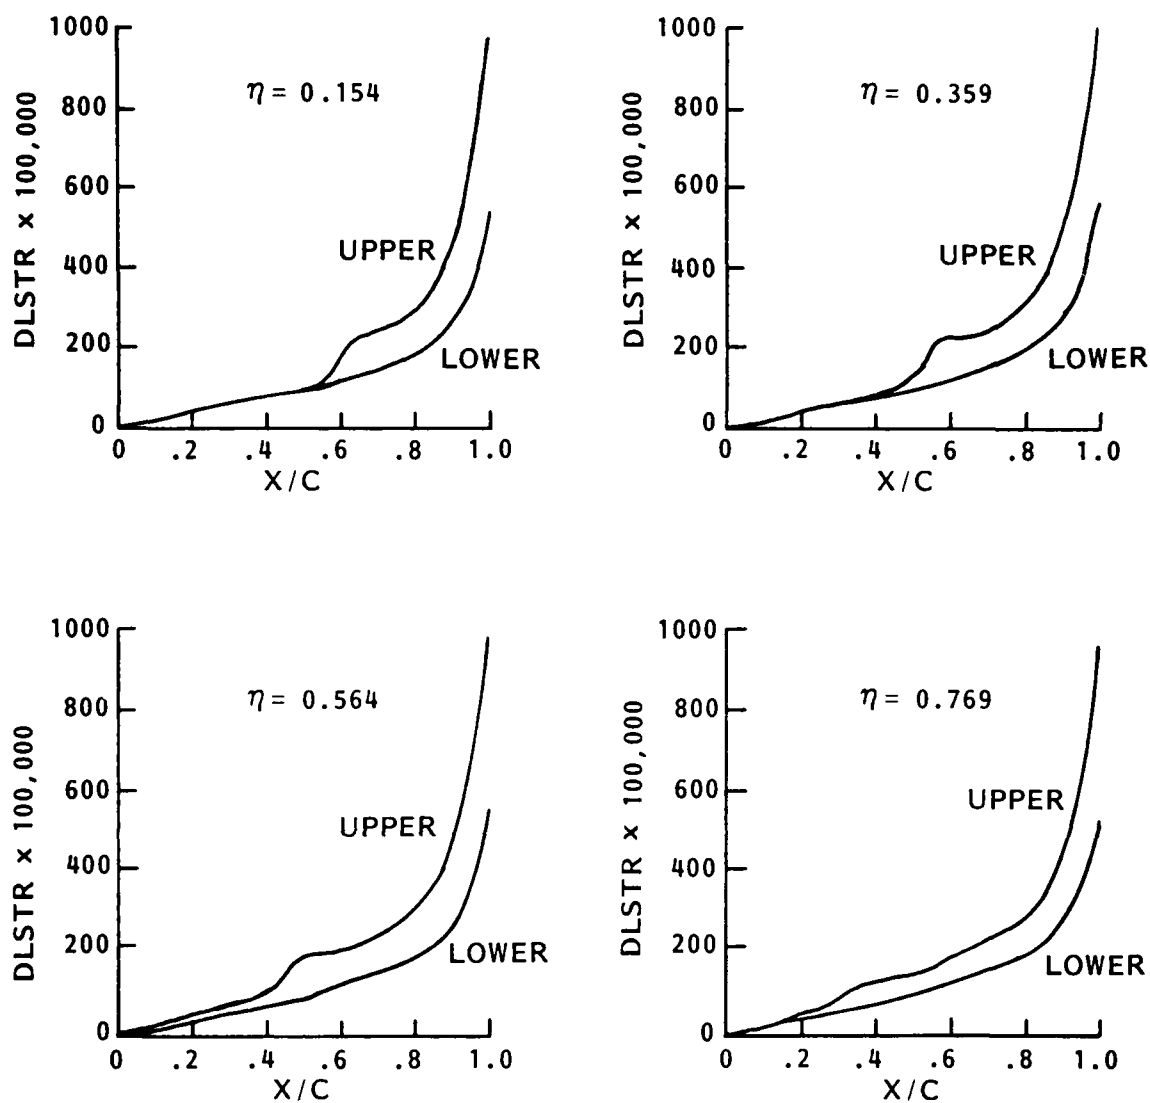 1000
800
600
400
200
0
DLSTR x 100,000
η = 0.154
UPPER
LOWER
0 .2 .4 .6 .8 1.0
X/C
1000
800
600
400
200
0
DLSTR x 100,000
η = 0.359
UPPER
LOWER
0 .2 .4 .6 .8 1.0
X/C
1000
800
600
400
200
0
DLSTR x 100,000
η = 0.564
UPPER
LOWER
0 .2 .4 .6 .8 1.0
X/C
1000
800
600
400
200
0
DLSTR x 100,000
η = 0.769
UPPER
LOWER
0 .2 .4 .6 .8 1.0
X/C